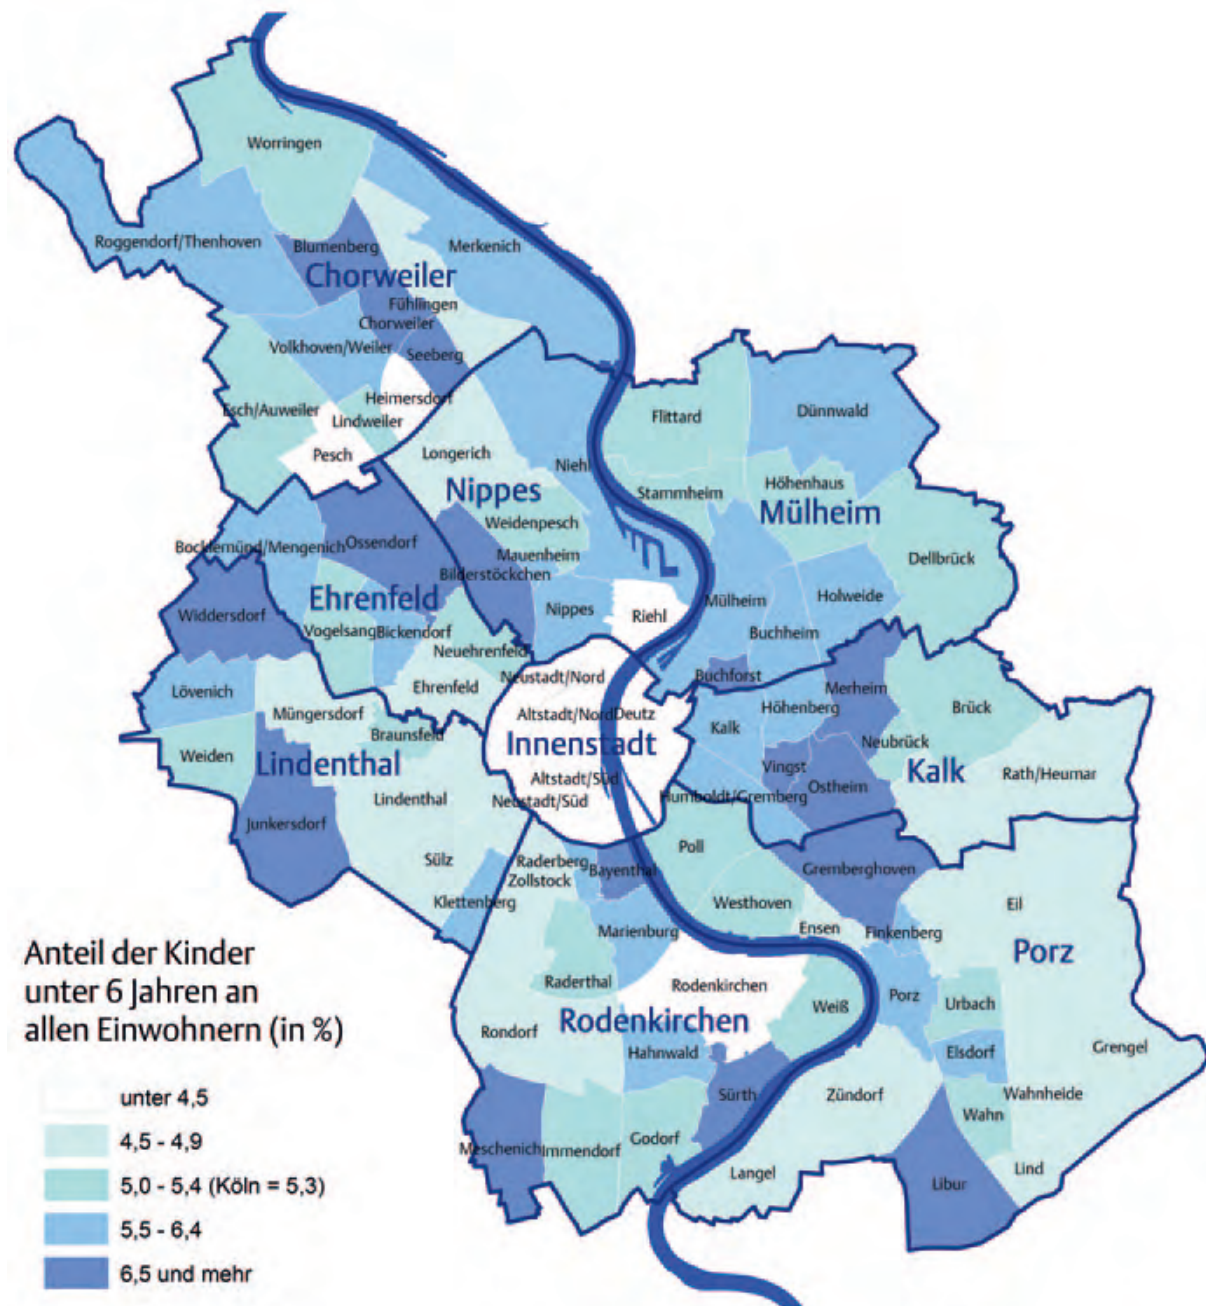 Worringen
Roggendorf/Thenhoven
Blumenberg
Merkenich
Chorweiler
Fühlingen
Chorweiler
Volkhoven/Weiler
Seeberg
Heimersdorf
Esch/Auweiler
Lindweiler
Pesch
Longerich
Niehl
Nippes
Weidenpesch
Mauenheim
Bilderstöckchen
Nippes
Riehl
Flittard
Dünnwald
Stammheim
Höhenhaus
Mülheim
Dellbrück
Mülheim
Holweide
Buchheim
Buchforst
Bocklemünd/Mengenich
Ossendorf
Ehrenfeld
Vogelsang
Bickendorf
Neuehrenfeld
Ehrenfeld
Widdersdorf
Lövenich
Müngersdorf
Braunsfeld
Weiden
Lindenthal
Lindenthal
Junkersdorf
Sülz
Klettenberg
Neustadt/Nord
Altstadt/Nord
Deutz
Innenstadt
Altstadt/Süd
Neustadt/Süd
Merheim
Brück
Höhenberg
Kalk
Neubrück
Kalk
Rath/Heumar
Vingst
Ostheim
Humboldt/Gremberg
Poll
Gremberghoven
Westhoven
Ensen
Finkenberg
Eil
Porz
Porz
Urbach
Elsdorf
Grengel
Wahnheide
Wahn
Zündorf
Lind
Libur
Langel
Raderberg
Zollstock
Bayenthal
Marienburg
Raderthal
Rodenkirchen
Weiß
Rodenkirchen
Rondorf
Hahnwald
Sürth
Meschenich
Immendorf
Godorf
Anteil der Kinder
unter 6 Jahren an
allen Einwohnern (in %)
unter 4,5
4,5 - 4,9
5,0 - 5,4 (Köln = 5,3)
5,5 - 6,4
6,5 und mehr